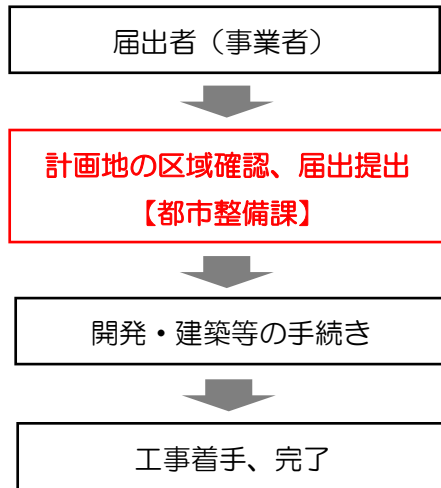 届出者（事業者）
計画地の区域確認、届出提出
【都市整備課】
開発・建築等の手続き
工事着手、完了